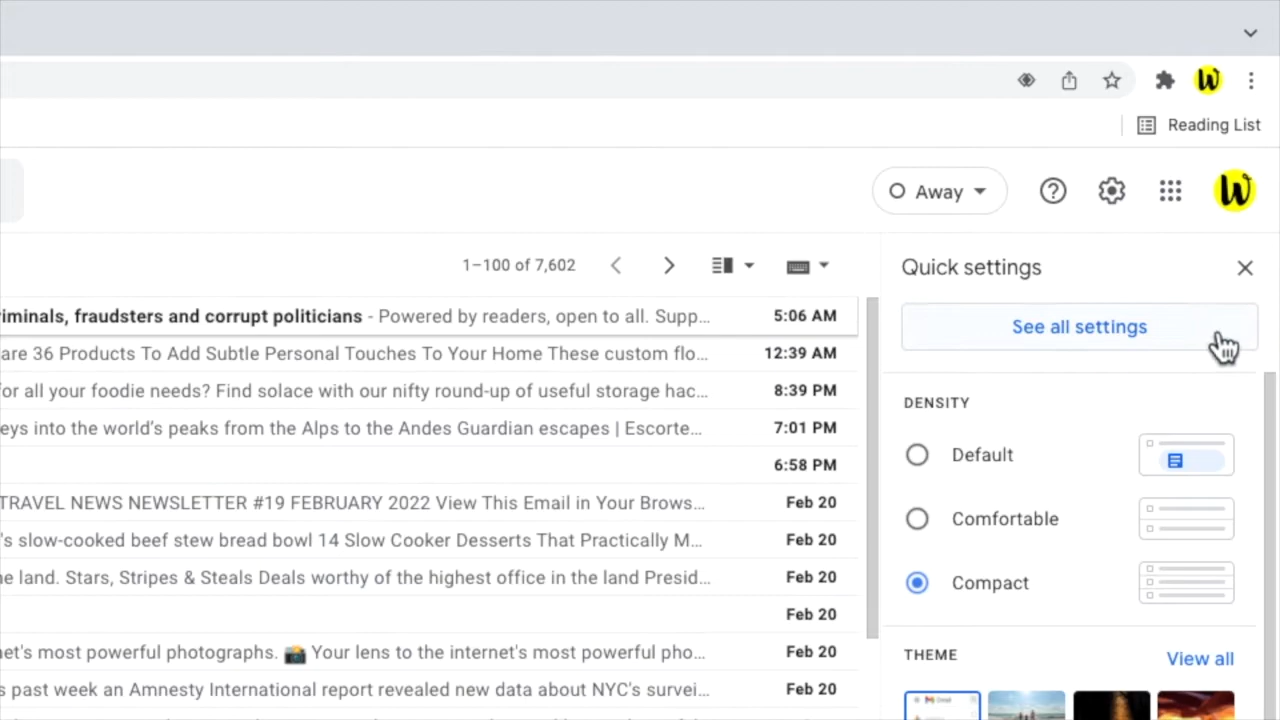 W
Reading List
Away
W
1–100 of 7,602
Quick settings
See all settings
criminals, fraudsters and corrupt politicians - Powered by readers, open to all. Supp... 5:06 AM
are 36 Products To Add Subtle Personal Touches To Your Home These custom flo... 12:39 AM
for all your foodie needs? Find solace with our nifty round-up of useful storage hac... 8:39 PM
eys into the world's peaks from the Alps to the Andes Guardian escapes | Escorte... 7:01 PM
6:58 PM
TRAVEL NEWS NEWSLETTER #19 FEBRUARY 2022 View This Email in Your Brows... Feb 20
's slow-cooked beef stew bread bowl 14 Slow Cooker Desserts That Practically M... Feb 20
he land. Stars, Stripes & Steals Deals worthy of the highest office in the land Presid... Feb 20
Feb 20
net's most powerful photographs. 📸 Your lens to the internet's most powerful pho... Feb 20
s past week an Amnesty International report revealed new data about NYC's survei... Feb 20
DENSITY
Default
Comfortable
Compact
THEME
View all